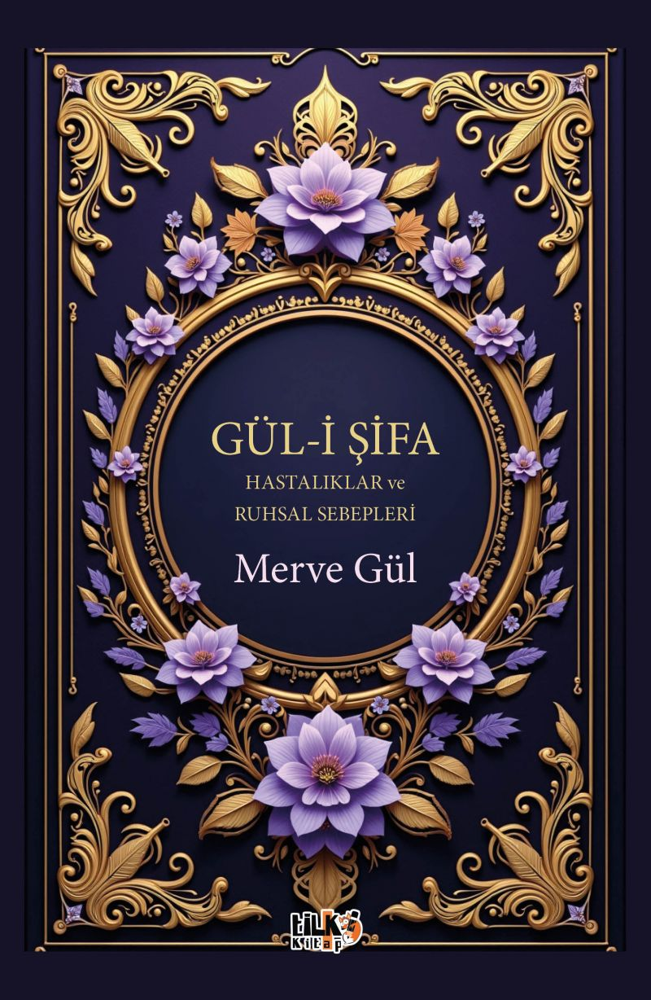 GÜL-İ ŞİFA
HASTALIKLAR ve
RUHSAL SEBEPLERİ
Merve Gül
tilki
kitap